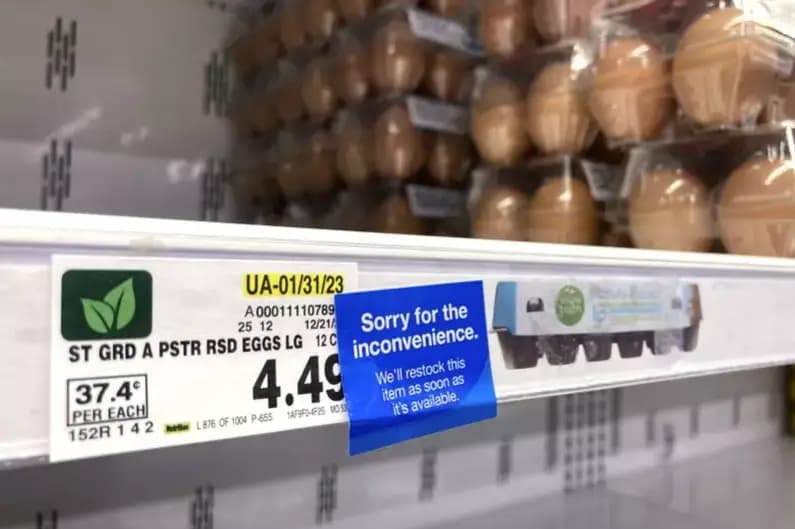 UA-01/31/23
A00011110789
25 12 12/21/
ST GRD A PSTR RSD EGGS LG 12 C
4.49
37.4¢
PER EACH
152R 1 4 2
L 876 OF 1004 P-655
Sorry for the
inconvenience.
We'll restock this
item as soon as
it's available.